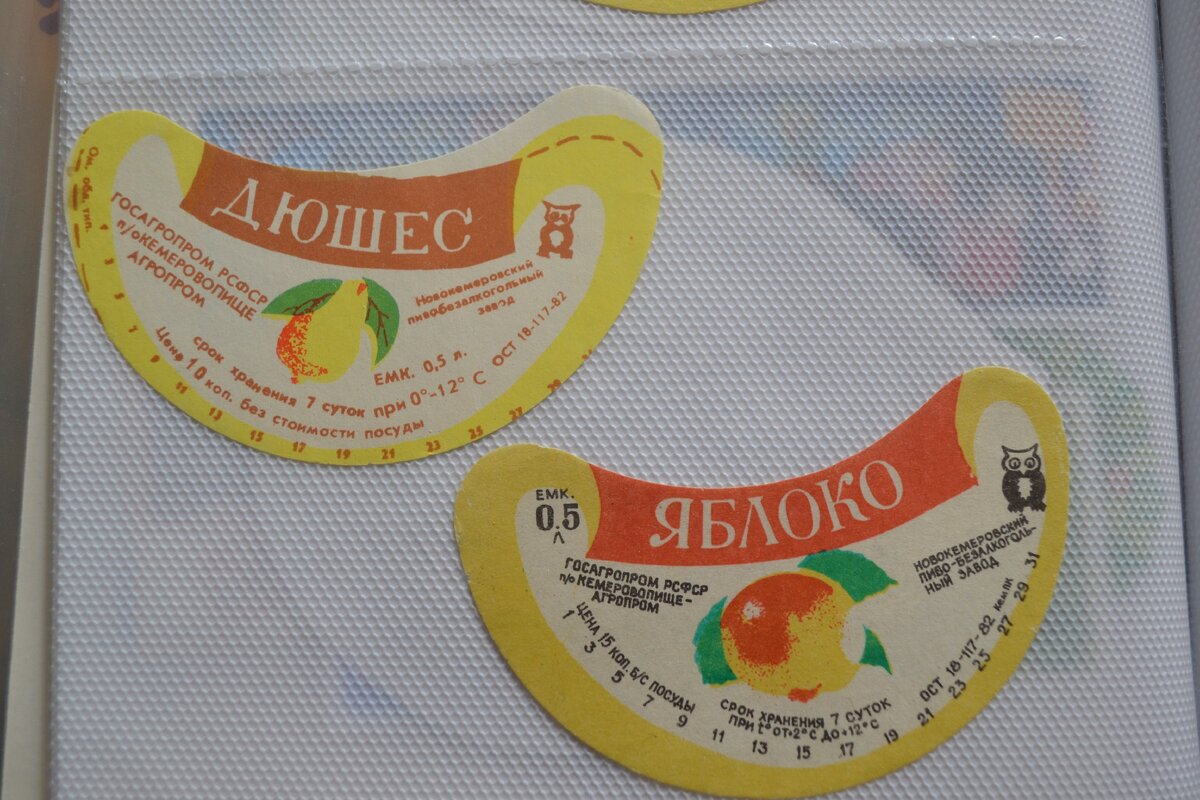 ДЮШЕС
Ом. обл. тип.
ГОСАГРОПРОМ РСФСР
п/о КЕМЕРОВОПИЩЕ
АГРОПРОМ
Новокемеровский
пивобезалкогольный
завод
ЕМК. 0,5 л.
ОСТ 18-117-82
срок хранения 7 суток при 0°-12° С
Цена 10 коп. без стоимости посуды
1 3 5 7 9 11 13 15 17 19 21 23 25 27 29
ЯБЛОКО
ЕМК.
0.5
Л
ГОСАГРОПРОМ РСФСР
п/о КЕМЕРОВОПИЩЕ-
АГРОПРОМ
ЦЕНА 15 КОП. Б/С ПОСУДЫ
НОВОКЕМЕРОВСКИЙ
ПИВО-БЕЗАЛКОГОЛЬ-
НЫЙ ЗАВОД
СРОК ХРАНЕНИЯ 7 СУТОК
ПРИ t° ОТ+2°С ДО+12°С
ОСТ 18-117-82
1 3 5 7 9 11 13 15 17 19 21 23 25 27 29 31